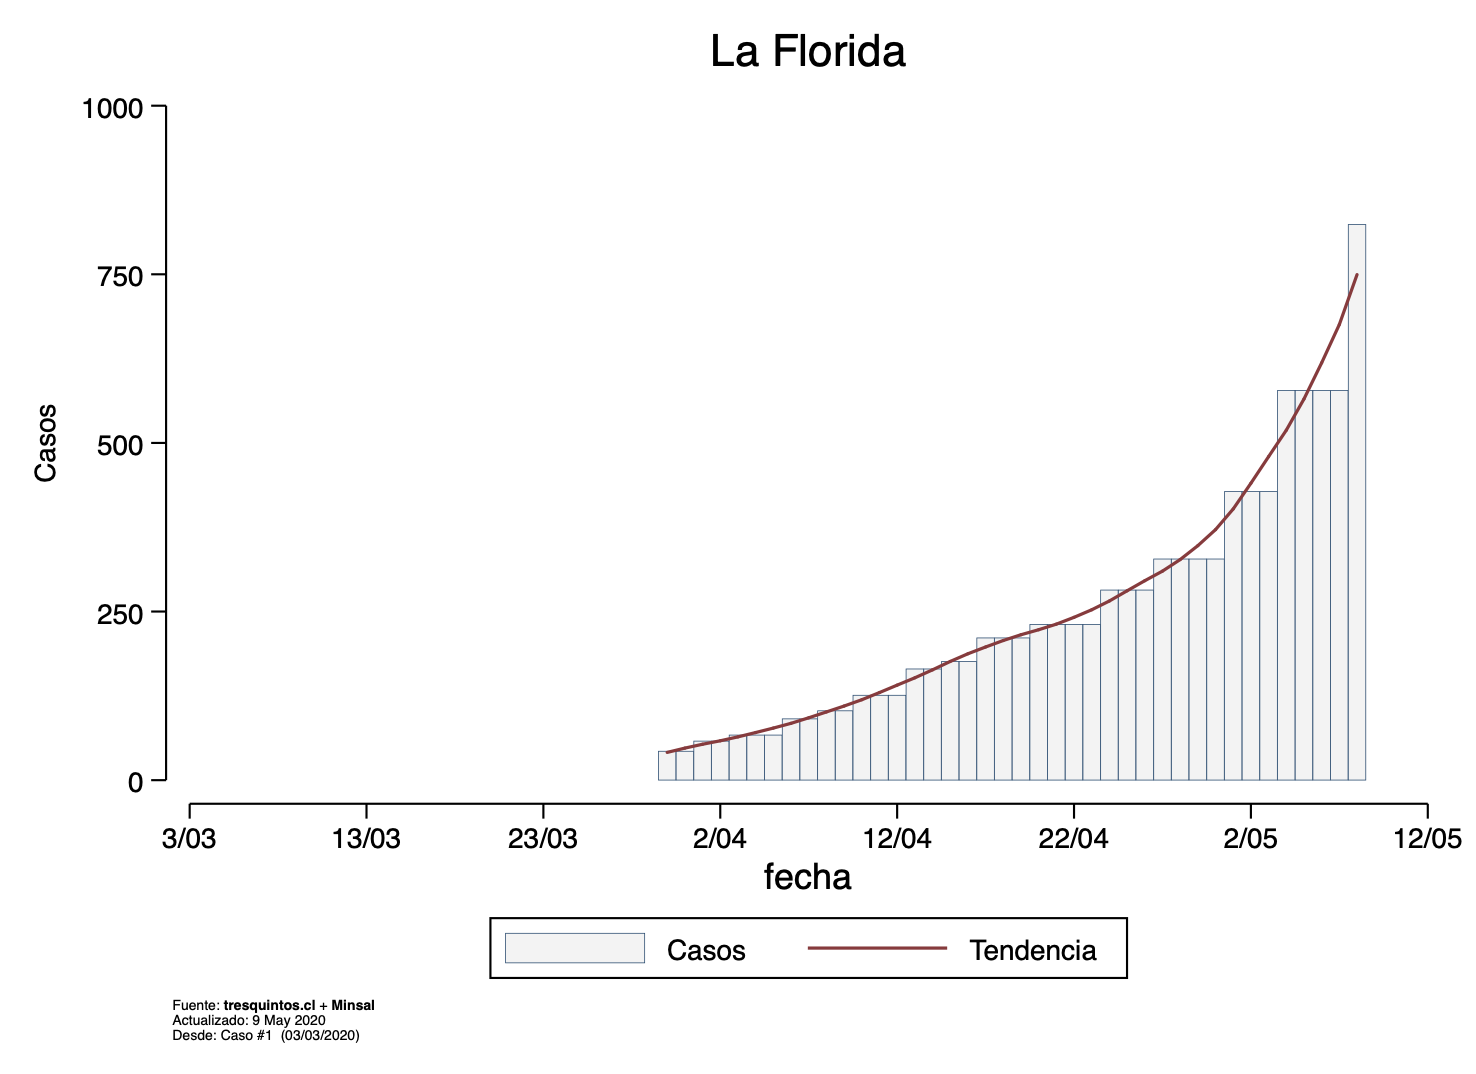 La Florida
1000
750
500
250
0
Casos
3/03 13/03 23/03 2/04 12/04 22/04 2/05 12/05
fecha
Casos Tendencia
Fuente: tresquintos.cl + Minsal
Actualizado: 9 May 2020
Desde: Caso #1 (03/03/2020)